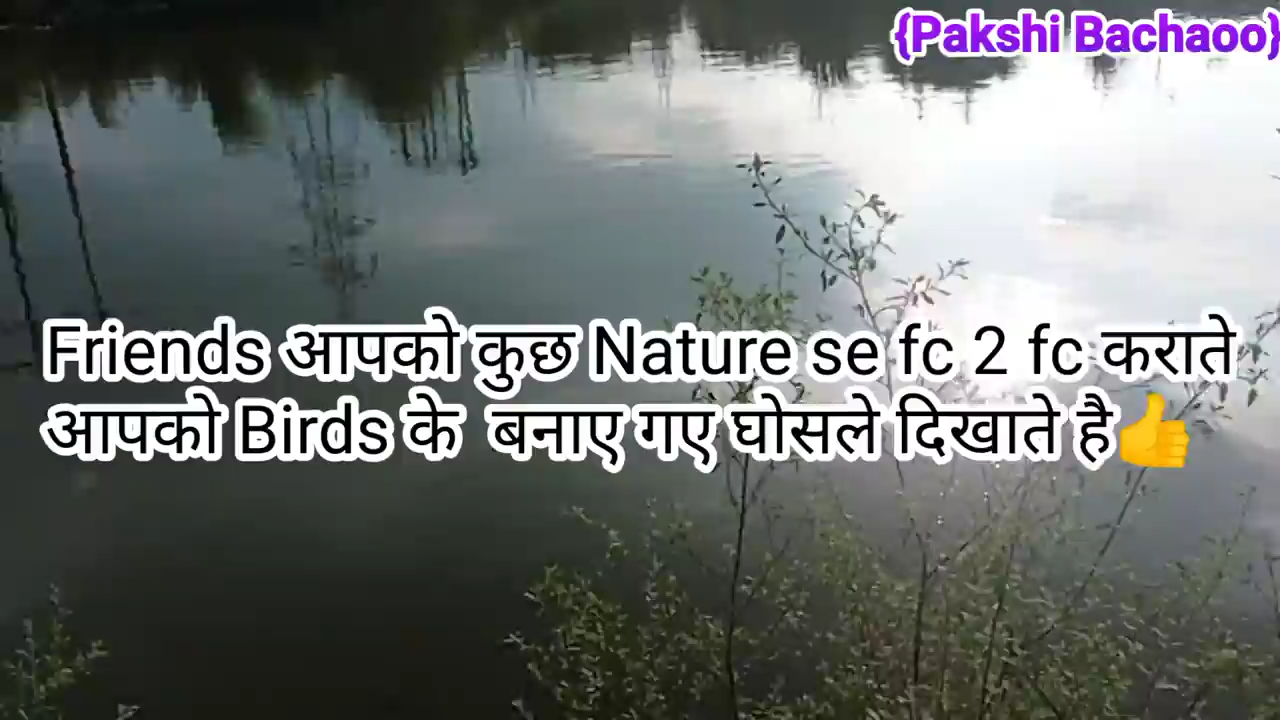 {Pakshi Bachaoo}
Friends आपको कुछ Nature se fc 2 fc कराते
आपको Birds के बनाए गए घोसले दिखाते है👍